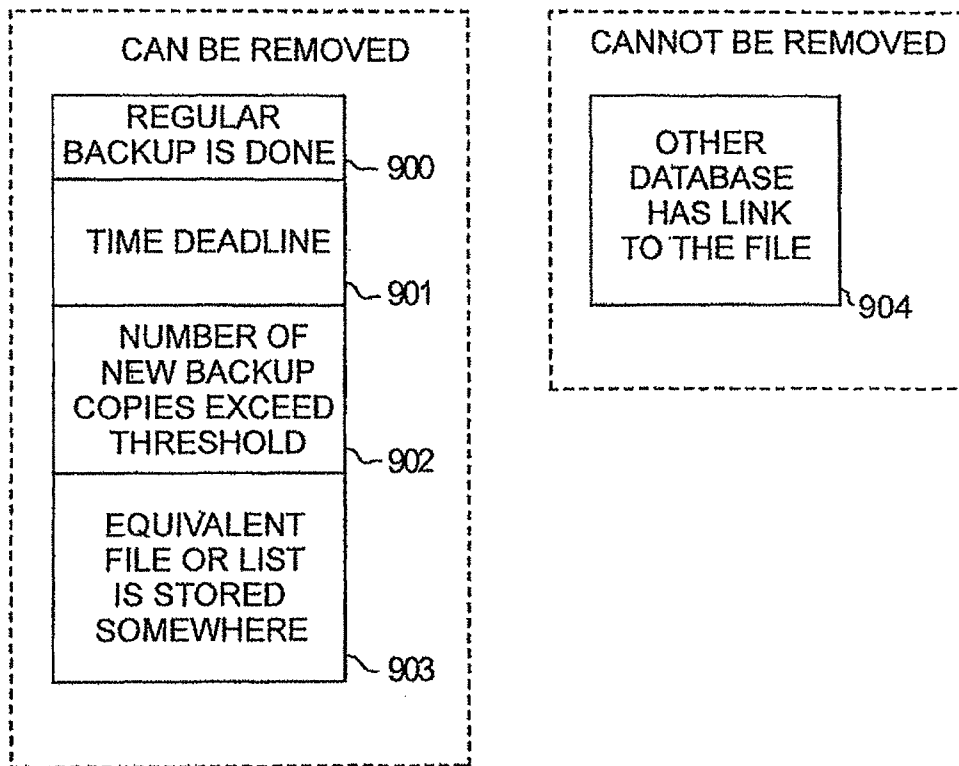 CAN BE REMOVED
REGULAR
BACKUP IS DONE
900
TIME DEADLINE
901
NUMBER OF
NEW BACKUP
COPIES EXCEED
THRESHOLD
902
EQUIVALENT
FILE OR LIST
IS STORED
SOMEWHERE
903
CANNOT BE REMOVED
OTHER
DATABASE
HAS LINK
TO THE FILE
904